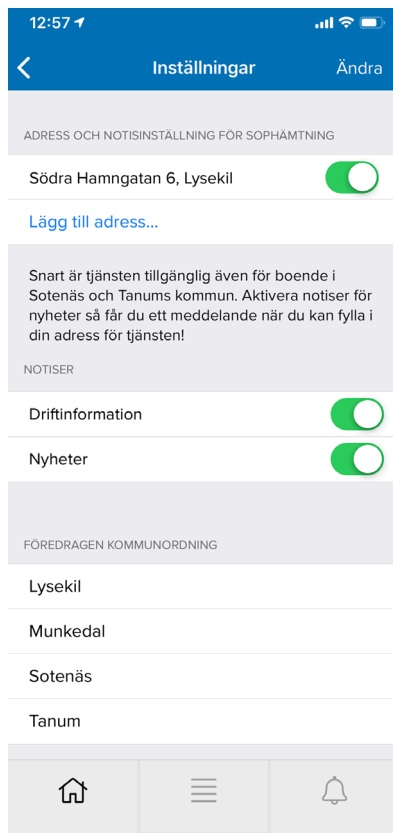 12:57
Inställningar
Ändra
ADRESS OCH NOTISINSTÄLLNING FÖR SOPHÄMTNING
Södra Hamngatan 6, Lysekil
Lägg till adress...
Snart är tjänsten tillgänglig även för boende i
Sotenäs och Tanums kommun. Aktivera notiser för
nyheter så får du ett meddelande när du kan fylla i
din adress för tjänsten!
NOTISER
Driftinformation
Nyheter
FÖREDRAGEN KOMMUNORDNING
Lysekil
Munkedal
Sotenäs
Tanum